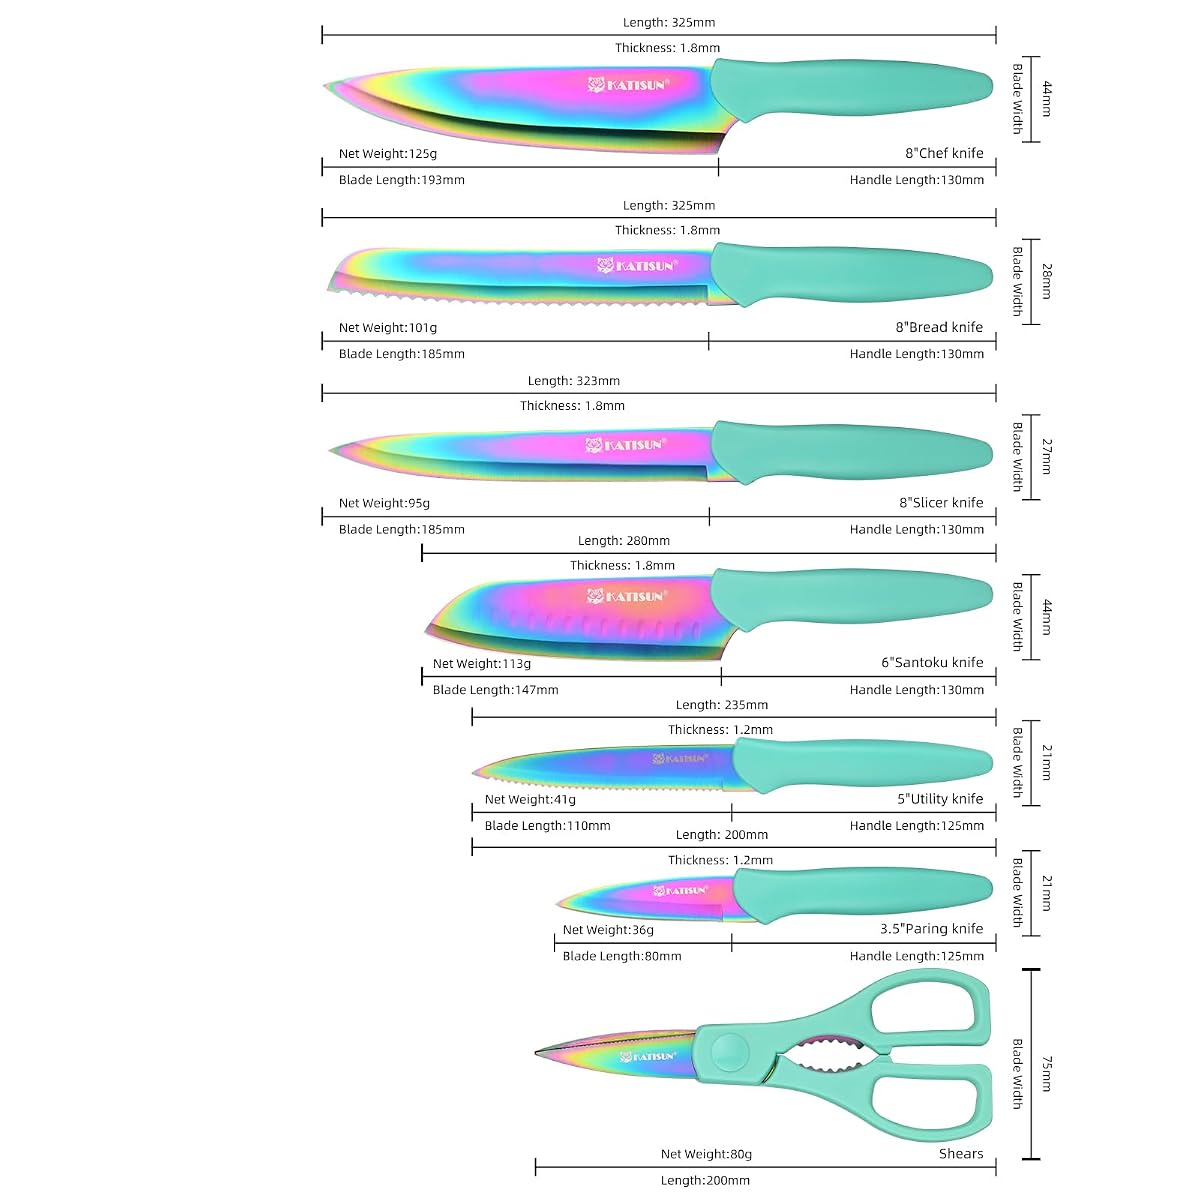 Length: 325mm
Thickness: 1.8mm
KATISUN®
44mm
Blade Width
Net Weight:125g
8"Chef knife
Blade Length:193mm
Handle Length:130mm
Length: 325mm
Thickness: 1.8mm
KATISUN®
28mm
Blade Width
Net Weight:101g
8"Bread knife
Blade Length:185mm
Handle Length:130mm
Length: 323mm
Thickness: 1.8mm
KATISUN®
27mm
Blade Width
Net Weight:95g
8"Slicer knife
Blade Length:185mm
Handle Length:130mm
Length: 280mm
Thickness: 1.8mm
KATISUN®
44mm
Blade Width
Net Weight:113g
6"Santoku knife
Blade Length:147mm
Handle Length:130mm
Length: 235mm
Thickness: 1.2mm
KATISUN®
21mm
Blade Width
Net Weight:41g
5"Utility knife
Blade Length:110mm
Handle Length:125mm
Length: 200mm
Thickness: 1.2mm
KATISUN®
21mm
Blade Width
Net Weight:36g
3.5"Paring knife
Blade Length:80mm
Handle Length:125mm
KATISUN®
75mm
Blade Width
Net Weight:80g
Shears
Length:200mm